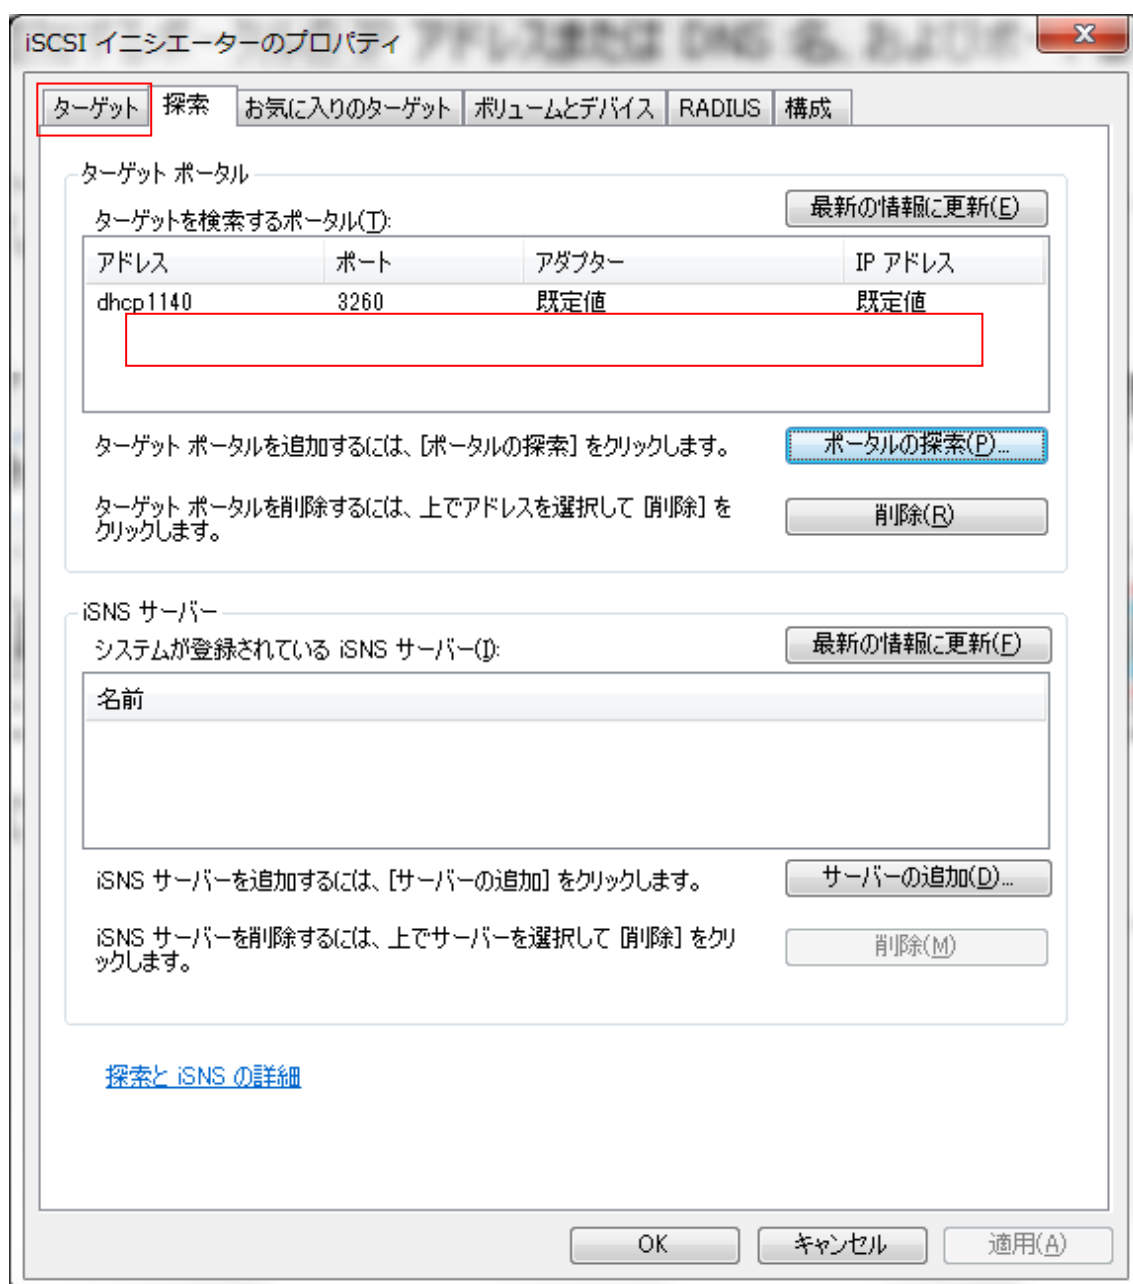 iSCSI イニシエーターのプロパティ
ターゲット 探索 お気に入りのターゲット ボリュームとデバイス RADIUS 構成
ターゲット ポータル
最新の情報に更新(E)
ターゲットを検索するポータル(T):
アドレス ポート アダプター IP アドレス
dhcp1140 3260 既定値 既定値
ターゲット ポータルを追加するには、[ポータルの探索] をクリックします。
ポータルの探索(P)...
ターゲット ポータルを削除するには、上でアドレスを選択して [削除] を
クリックします。
削除(R)
iSNS サーバー
最新の情報に更新(F)
システムが登録されている iSNS サーバー(I):
名前
iSNS サーバーを追加するには、[サーバーの追加] をクリックします。
サーバーの追加(D)...
iSNS サーバーを削除するには、上でサーバーを選択して [削除] をクリ
ックします。
削除(M)
探索と iSNS の詳細
OK キャンセル 適用(A)